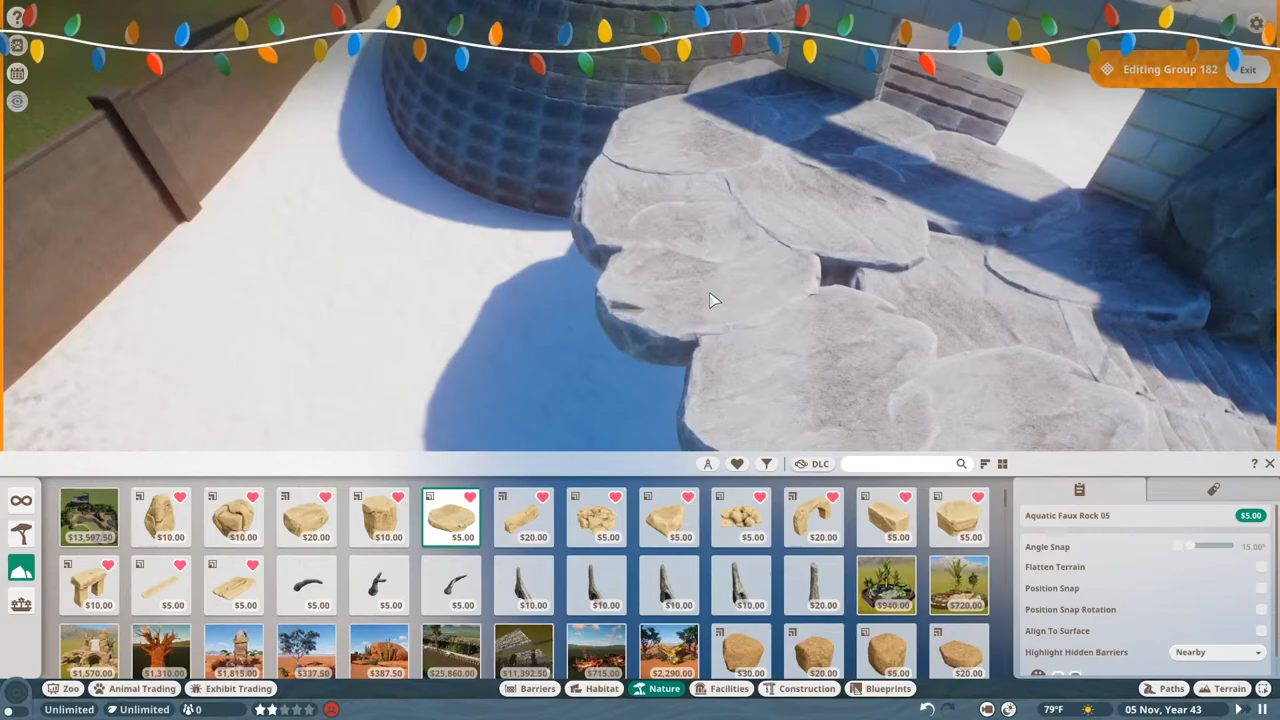 ?
Editing Group 182
Exit
DLC
? ×
$13,597.50
$10.00
$10.00
$20.00
$10.00
$5.00
$20.00
$5.00
$5.00
$5.00
$20.00
$5.00
$5.00
Aquatic Faux Rock 05
$5.00
Angle Snap
15.00°
Flatten Terrain
Position Snap
$10.00
$5.00
$5.00
$5.00
$5.00
$5.00
$10.00
$10.00
$10.00
$10.00
$20.00
$940.00
$720.00
Position Snap Rotation
Align To Surface
Highlight Hidden Barriers
Nearby
$1,570.00
$1,310.00
$1,815.00
$337.50
$387.50
$25,860.00
$11,392.50
$715.00
$2,290.00
$30.00
$20.00
$5.00
$20.00
Zoo
Animal Trading
Exhibit Trading
Barriers
Habitat
Nature
Facilities
Construction
Blueprints
Paths
Terrain
Unlimited
Unlimited
0
79°F
05 Nov, Year 43